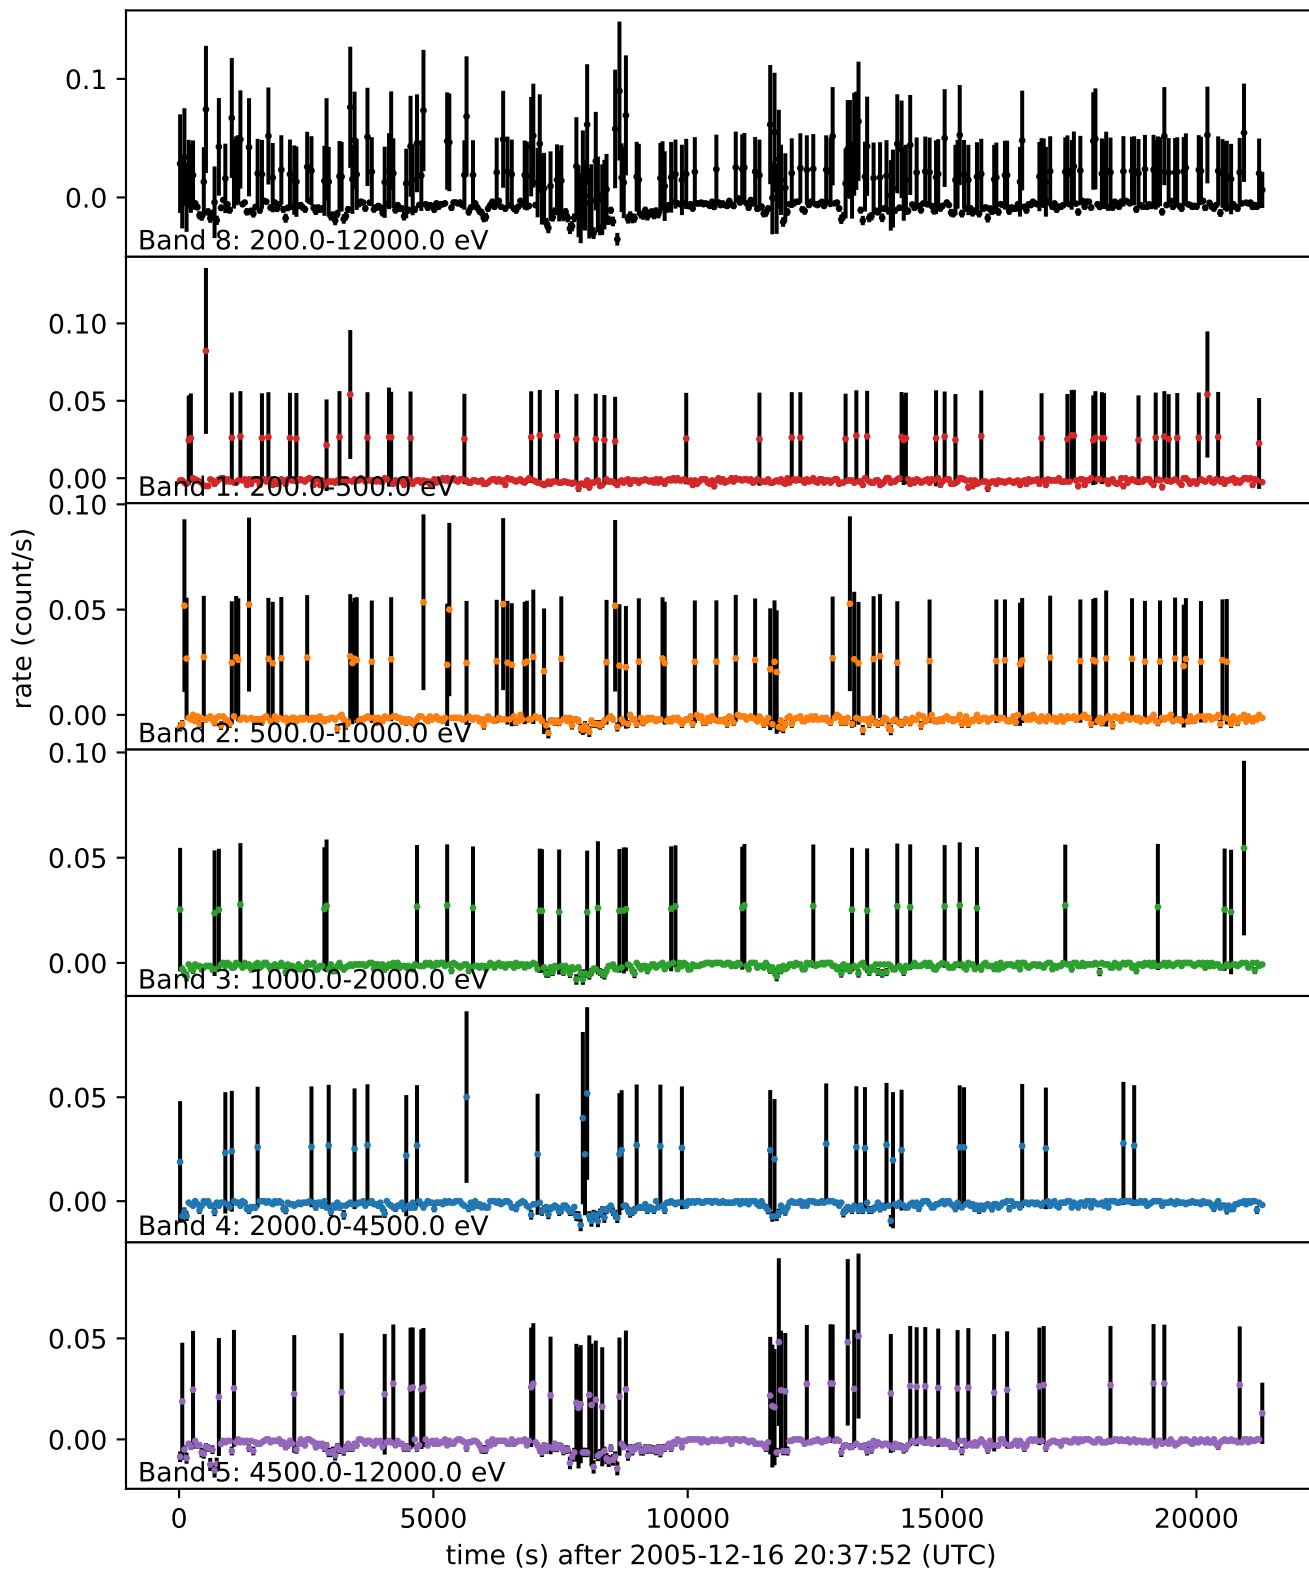 0.1
0.0
Band 8: 200.0-12000.0 eV
0.10
0.05
0.00
Band 1: 200.0-500.0 eV
0.10
0.05
0.00
Band 2: 500.0-1000.0 eV
rate (count/s)
0.10
0.05
0.00
Band 3: 1000.0-2000.0 eV
0.05
0.00
Band 4: 2000.0-4500.0 eV
0.05
0.00
Band 5: 4500.0-12000.0 eV
0 5000 10000 15000 20000
time (s) after 2005-12-16 20:37:52 (UTC)